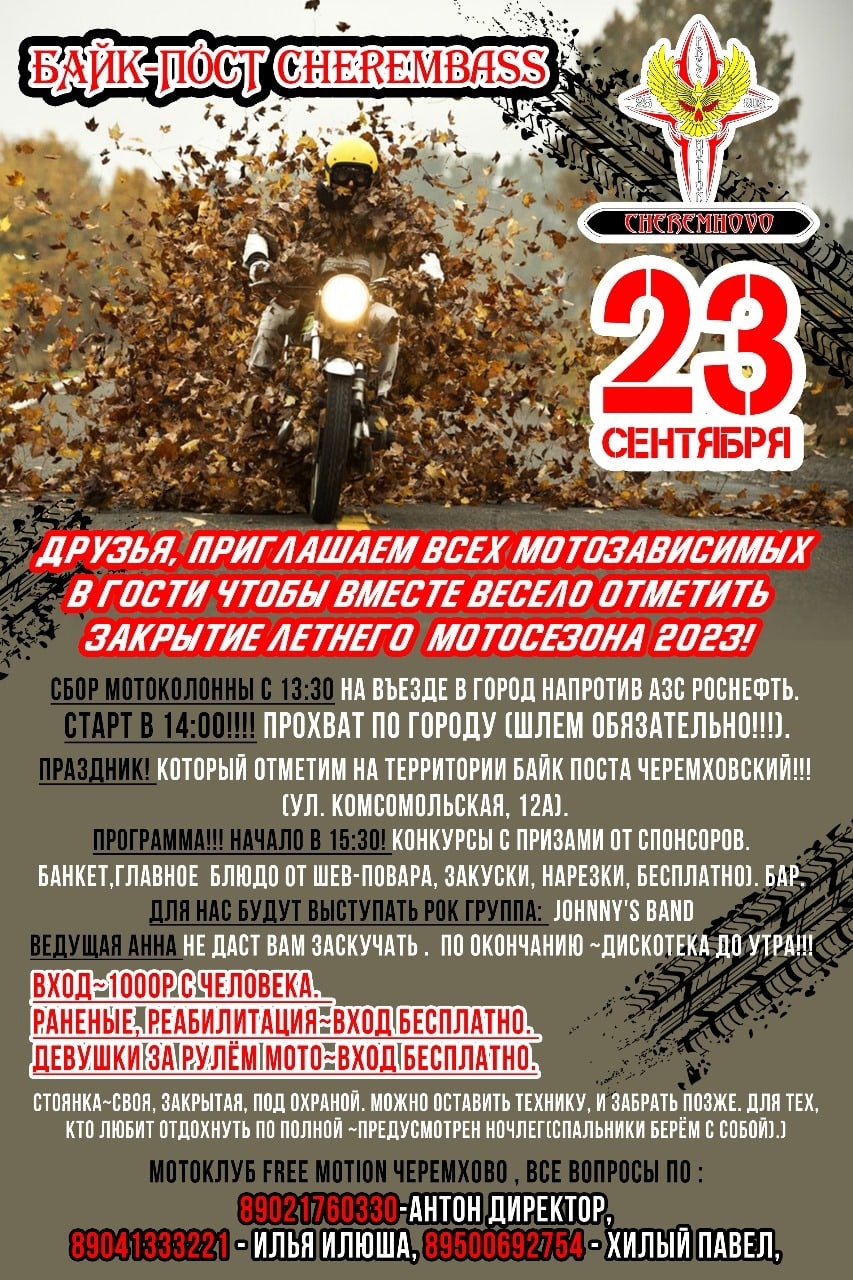 БАЙК-ПОСТ CHEREMBASS
FREE
MOTION
CHEREMHOVO
23
СЕНТЯБРЯ
ДРУЗЬЯ, ПРИГЛАШАЕМ ВСЕХ МОТОЗАВИСИМЫХ
В ГОСТИ ЧТОБЫ ВМЕСТЕ ВЕСЕЛО ОТМЕТИТЬ
ЗАКРЫТИЕ ЛЕТНЕГО МОТОСЕЗОНА 2023!
СБОР МОТОКОЛОННЫ С 13:30 НА ВЪЕЗДЕ В ГОРОД НАПРОТИВ АЗС РОСНЕФТЬ.
СТАРТ В 14:00!!!! ПРОХВАТ ПО ГОРОДУ (ШЛЕМ ОБЯЗАТЕЛЬНО!!!).
ПРАЗДНИК! КОТОРЫЙ ОТМЕТИМ НА ТЕРРИТОРИИ БАЙК ПОСТА ЧЕРЕМХОВСКИЙ!!!
(УЛ. КОМСОМОЛЬСКАЯ, 12А).
ПРОГРАММА!!! НАЧАЛО В 15:30! КОНКУРСЫ С ПРИЗАМИ ОТ СПОНСОРОВ.
БАНКЕТ,ГЛАВНОЕ БЛЮДО ОТ ШЕВ-ПОВАРА, ЗАКУСКИ, НАРЕЗКИ, БЕСПЛАТНО). БАР.
ДЛЯ НАС БУДУТ ВЫСТУПАТЬ РОК ГРУППА: JOHNNY'S BAND
ВЕДУЩАЯ АННА НЕ ДАСТ ВАМ ЗАСКУЧАТЬ . ПО ОКОНЧАНИЮ ~ДИСКОТЕКА ДО УТРА!!!
ВХОД~1000Р С ЧЕЛОВЕКА.
РАНЕНЫЕ, РЕАБИЛИТАЦИЯ~ВХОД БЕСПЛАТНО.
ДЕВУШКИ ЗА РУЛЁМ МОТО~ВХОД БЕСПЛАТНО.
СТОЯНКА~СВОЯ, ЗАКРЫТАЯ, ПОД ОХРАНОЙ. МОЖНО ОСТАВИТЬ ТЕХНИКУ, И ЗАБРАТЬ ПОЗЖЕ. ДЛЯ ТЕХ,
КТО ЛЮБИТ ОТДОХНУТЬ ПО ПОЛНОЙ ~ПРЕДУСМОТРЕН НОЧЛЕГ(СПАЛЬНИКИ БЕРЁМ С СОБОЙ).)
МОТОКЛУБ FREE MOTION ЧЕРЕМХОВО , ВСЕ ВОПРОСЫ ПО :
89021760330-АНТОН ДИРЕКТОР,
89041333221 - ИЛЬЯ ИЛЮША, 89500692754 - ХИЛЫЙ ПАВЕЛ,